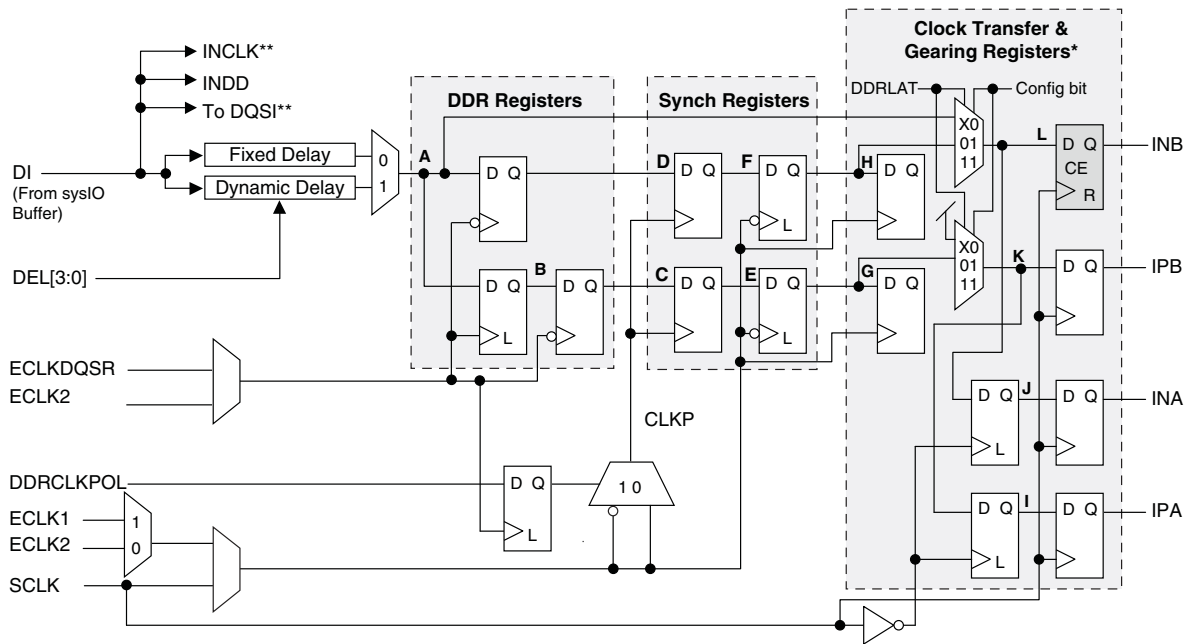 Clock Transfer &
Gearing Registers*
INCLK**
INDD
To DQSI**
DDR Registers
Synch Registers
DDRLAT
Config bit
X0
01
11
L
D Q
CE
R
INB
DI
(From sysIO
Buffer)
Fixed Delay
Dynamic Delay
0
1
A
D Q
D
D Q
F
D Q
L
H
D Q
X0
01
11
K
D Q
IPB
DEL[3:0]
D Q
L
B
D Q
C
D Q
E
D Q
L
G
D Q
ECLKDQSR
ECLK2
CLKP
D Q
L
J
D Q
INA
DDRCLKPOL
D Q
L
1 0
ECLK1
ECLK2
1
0
SCLK
D Q
L
I
D Q
IPA